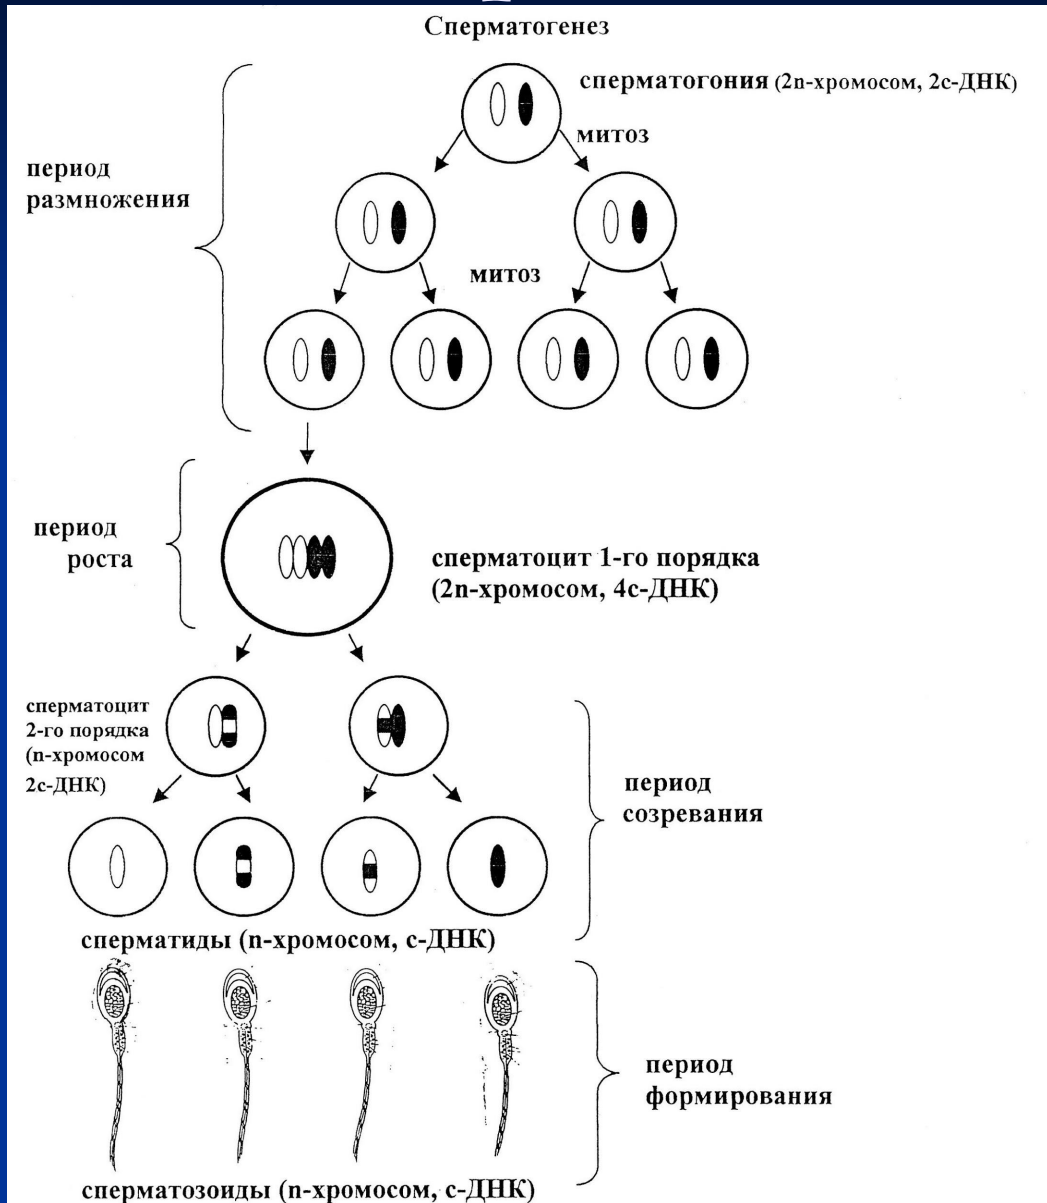 Сперматогенез
сперматогония (2n-хромосом, 2с-ДНК)
митоз
период
размножения
митоз
период
роста
сперматоцит 1-го порядка
(2n-хромосом, 4с-ДНК)
сперматоцит
2-го порядка
(n-хромосом
2с-ДНК)
период
созревания
сперматиды (n-хромосом, с-ДНК)
период
формирования
сперматозоиды (n-хромосом, с-ДНК)